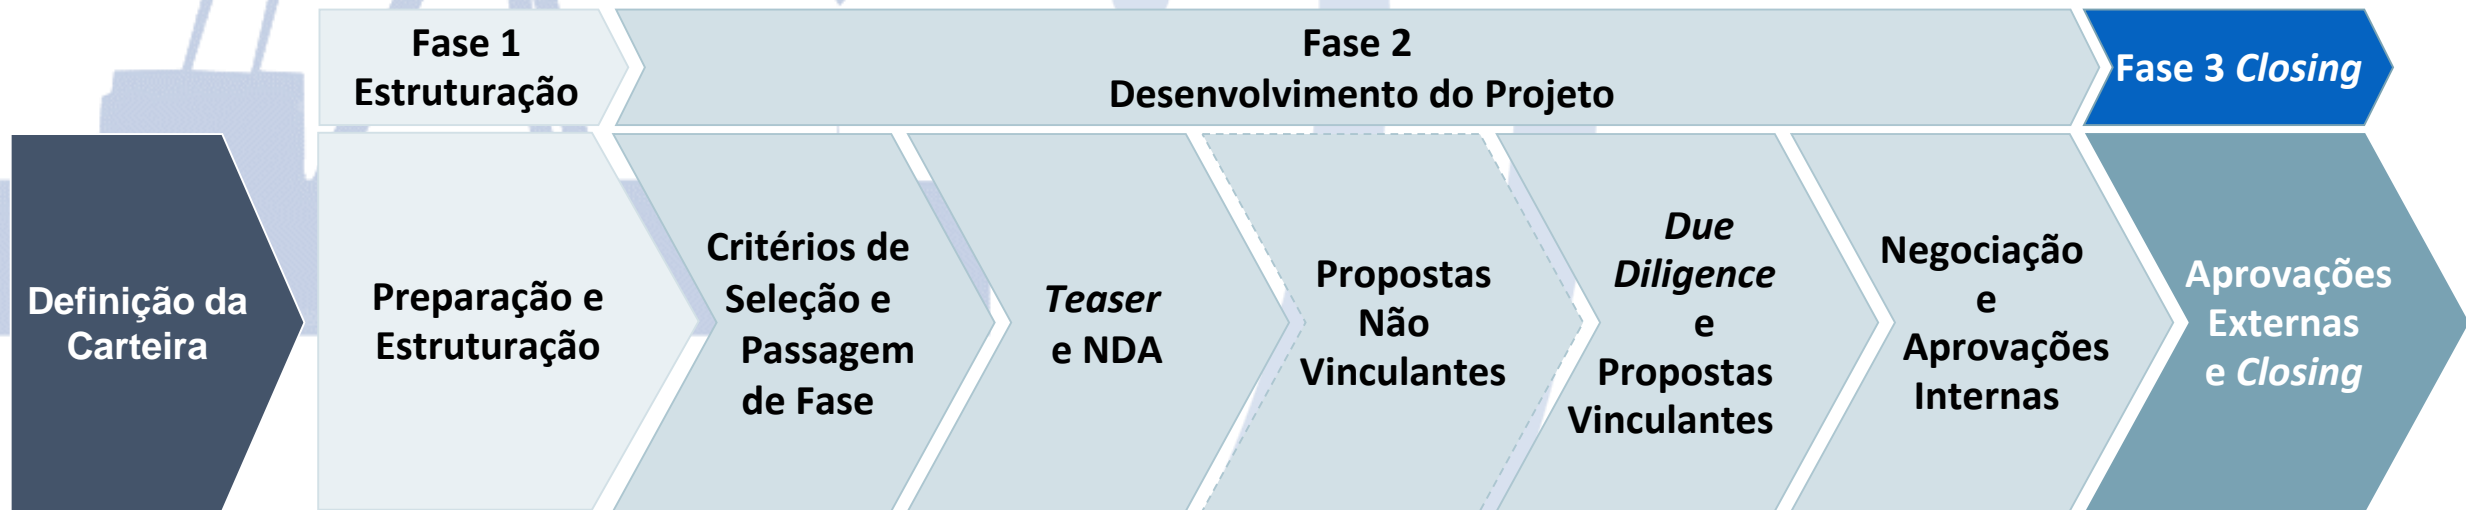 Fase 1
Estruturação
Fase 2
Desenvolvimento do Projeto
Fase 3 Closing
Definição da
Carteira
Preparação e
Estruturação
Critérios de
Seleção e
Passagem
de Fase
Teaser
e NDA
Propostas
Não
Vinculantes
Due
Diligence
e
Propostas
Vinculantes
Negociação
e
Aprovações
Internas
Aprovações
Externas
e Closing